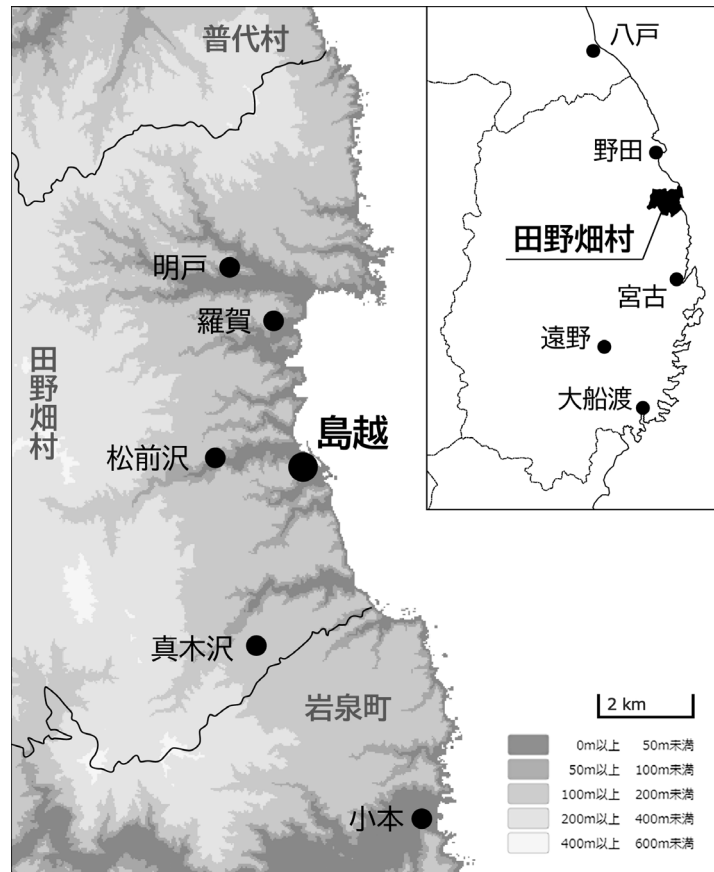 普代村
明戸
羅賀
田野畑村
島越
松前沢
真木沢
岩泉町
小本
八戸
野田
田野畑村
宮古
遠野
大船渡
2 km
0m以上 50m未満
50m以上 100m未満
100m以上 200m未満
200m以上 400m未満
400m以上 600m未満